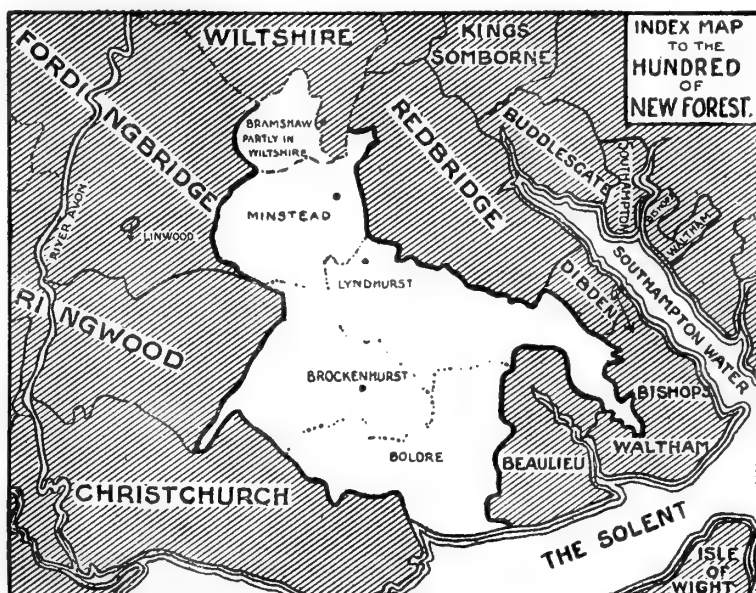 INDEX MAP
TO THE
HUNDRED
OF
NEW FOREST.
WILTSHIRE
KINGS
SOMBORNE
FORDINGBRIDGE
BRAMSHAW
PARTLY IN
WILTSHIRE
REDBRIDGE
BUDDLESGATE
SOUTHAMPTON
BISHOPS
WALTHAM
MINSTEAD
RIVER AVON
LINWOOD
SOUTHAMPTON WATER
LYNDHURST
DIBDEN
RINGWOOD
BROCKENHURST
BISHOPS
WALTHAM
BOLDRE
BEAULIEU
CHRISTCHURCH
THE SOLENT
ISLE
OF
WIGHT